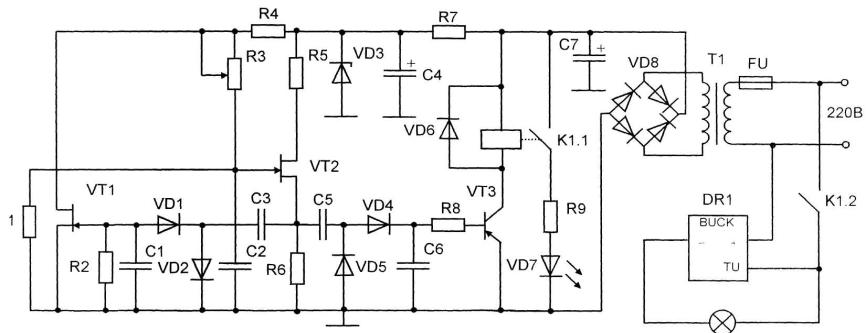 R4
R7
R3
R5
VD3
+
C4
C7
+
VD8
T1
FU
220В
VD6
K1.1
VT2
VT1
VT3
1
VD1
C3
C5
VD4
R8
R9
DR1
K1.2
BUCK
R2
C1
VD2
C2
R6
VD5
C6
VD7
TU